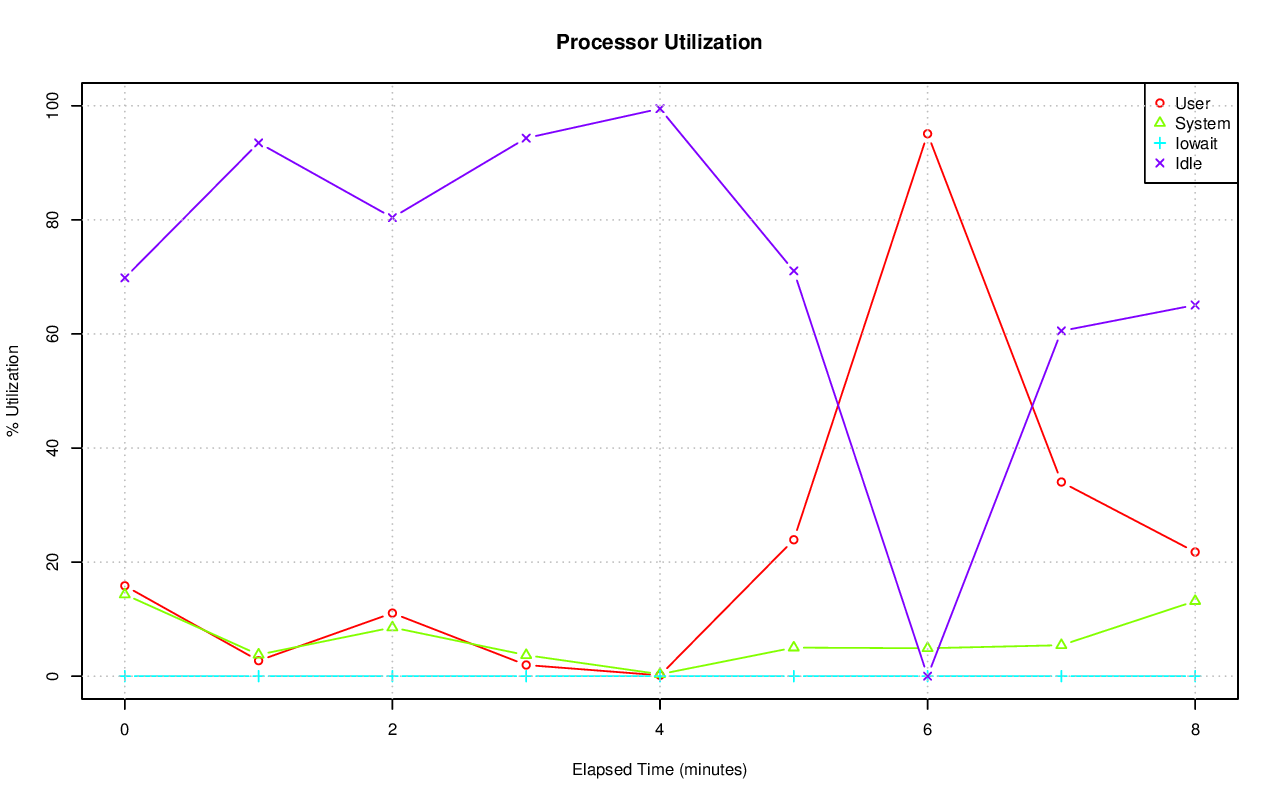 Processor Utilization
User
System
Iowait
Idle
% Utilization
100
80
60
40
20
0
0 2 4 6 8
Elapsed Time (minutes)